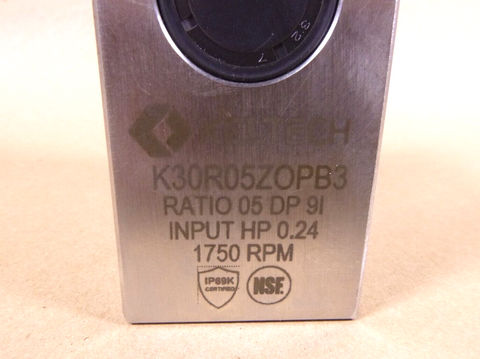 K30R05ZOPB3
RATIO 05 DP 9I
INPUT HP 0.24
1750 RPM
IP69K
CERTIFIED
NSF